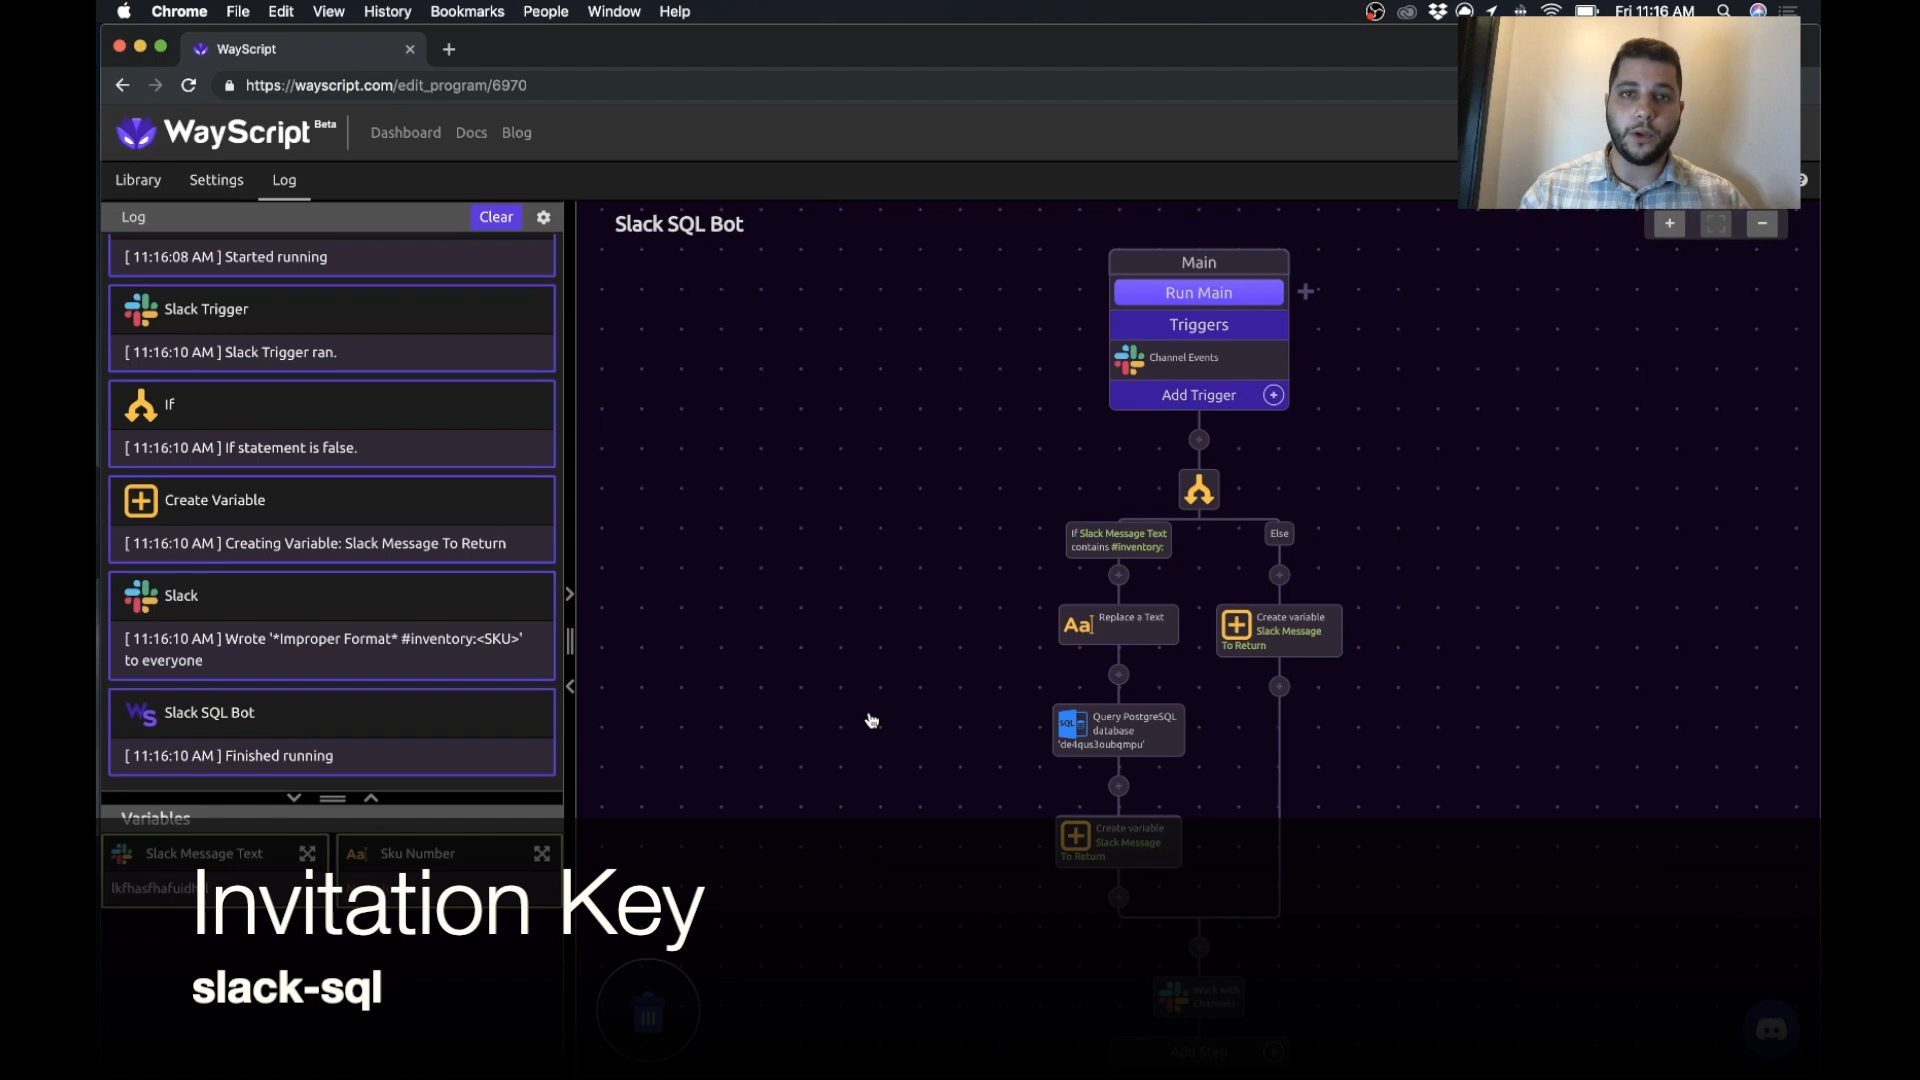 Chrome File Edit View History Bookmarks People Window Help Fri 11:16 AM
WayScript
https://wayscript.com/edit_program/6970
WayScript Beta Dashboard Docs Blog
Library Settings Log
Log Clear
[ 11:16:08 AM ] Started running
Slack Trigger
[ 11:16:10 AM ] Slack Trigger ran.
If
[ 11:16:10 AM ] If statement is false.
Create Variable
[ 11:16:10 AM ] Creating Variable: Slack Message To Return
Slack
[ 11:16:10 AM ] Wrote '*Improper Format* #inventory:<SKU>'
to everyone
Slack SQL Bot
[ 11:16:10 AM ] Finished running
Variables
Slack Message Text
Sku Number
Slack SQL Bot
Main
Run Main
Triggers
Channel Events
Add Trigger
If Slack Message Text
contains #inventory:
Else
Replace a Text
Create variable
Slack Message
To Return
Query PostgreSQL
database
'de4qus3oubqmpu'
Create variable
Slack Message
To Return
Work with
Channels
Add Step
Invitation Key
slack-sql